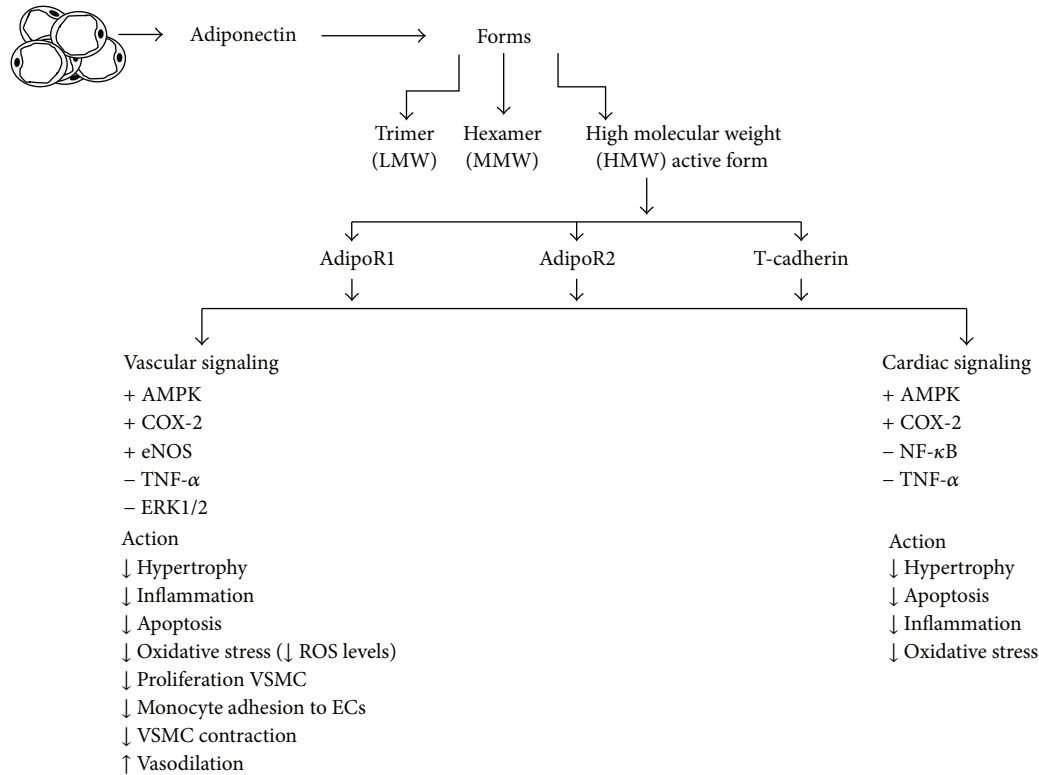 Adiponectin
Forms
Trimer
(LMW)
Hexamer
(MMW)
High molecular weight
(HMW) active form
AdipoR1
AdipoR2
T-cadherin
Vascular signaling
+ AMPK
+ COX-2
+ eNOS
− TNF-α
− ERK1/2
Action
↓ Hypertrophy
↓ Inflammation
↓ Apoptosis
↓ Oxidative stress (↓ ROS levels)
↓ Proliferation VSMC
↓ Monocyte adhesion to ECs
↓ VSMC contraction
↑ Vasodilation
Cardiac signaling
+ AMPK
+ COX-2
− NF-κB
− TNF-α
Action
↓ Hypertrophy
↓ Apoptosis
↓ Inflammation
↓ Oxidative stress